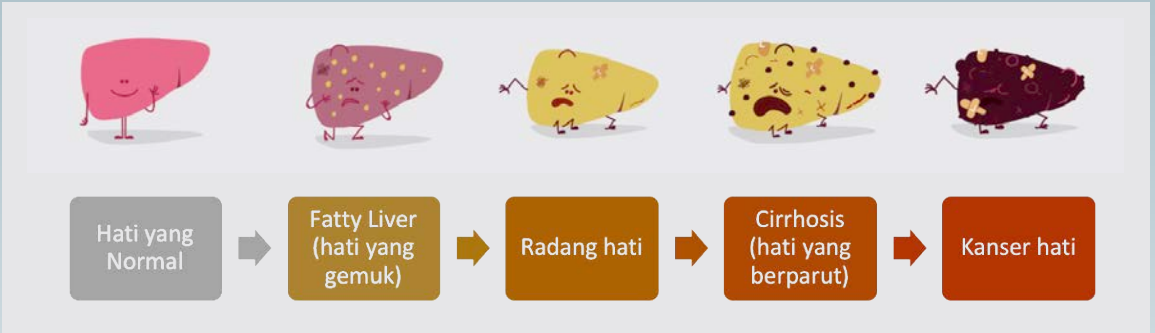 Hati yang
Normal
Fatty Liver
(hati yang
gemuk)
Radang hati
Cirrhosis
(hati yang
berparut)
Kanser hati